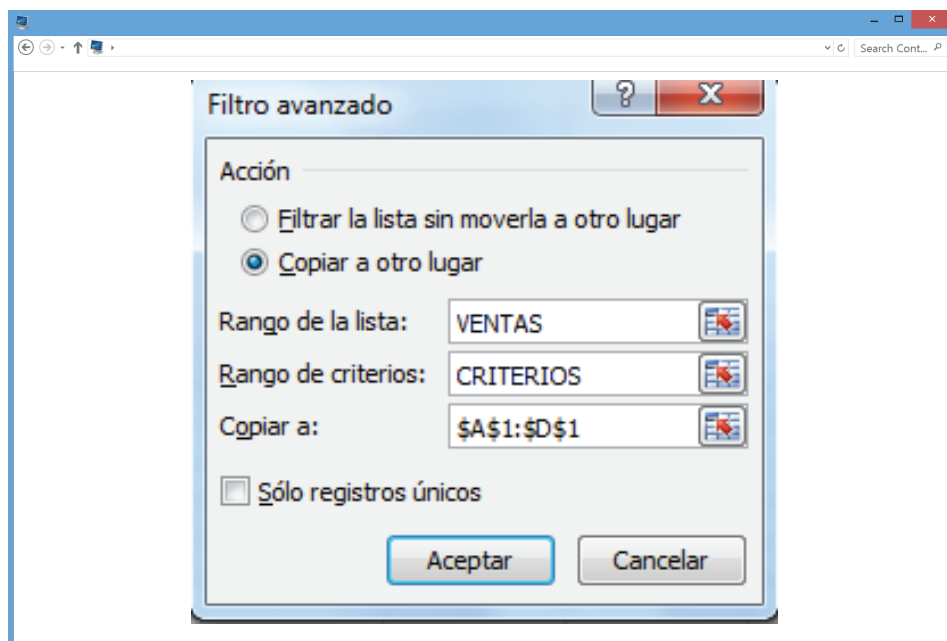 Search Cont...
Filtro avanzado
Acción
Filtrar la lista sin moverla a otro lugar
Copiar a otro lugar
Rango de la lista: VENTAS
Rango de criterios: CRITERIOS
Copiar a: $A$1:$D$1
Sólo registros únicos
Aceptar Cancelar